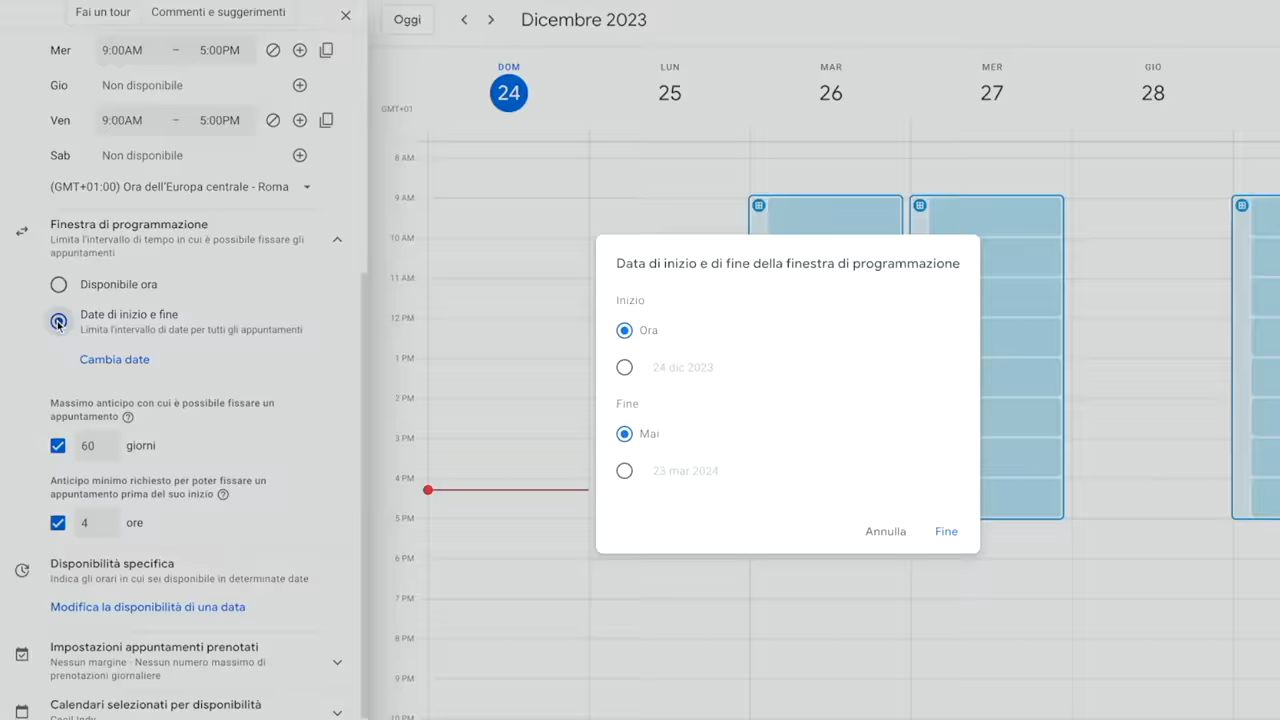 Fai un tour
Commenti e suggerimenti
Mer 9:00AM – 5:00PM
Gio Non disponibile
Ven 9:00AM – 5:00PM
Sab Non disponibile
(GMT+01:00) Ora dell'Europa centrale - Roma
Finestra di programmazione
Limita l'intervallo di tempo in cui è possibile fissare gli
appuntamenti
Disponibile ora
Date di inizio e fine
Limita l'intervallo di date per tutti gli appuntamenti
Cambia date
Massimo anticipo con cui è possibile fissare un
appuntamento
60 giorni
Anticipo minimo richiesto per poter fissare un
appuntamento prima del suo inizio
4 ore
Disponibilità specifica
Indica gli orari in cui sei disponibile in determinate date
Modifica la disponibilità di una data
Impostazioni appuntamenti prenotati
Nessun margine · Nessun numero massimo di
prenotazioni giornaliere
Calendari selezionati per disponibilità
Oggi
Dicembre 2023
GMT+01
DOM
24
LUN
25
MAR
26
MER
27
GIO
28
8 AM
9 AM
10 AM
11 AM
12 PM
1 PM
2 PM
3 PM
4 PM
5 PM
6 PM
7 PM
8 PM
9 PM
10 PM
Data di inizio e di fine della finestra di programmazione
Inizio
Ora
24 dic 2023
Fine
Mai
23 mar 2024
Annulla
Fine